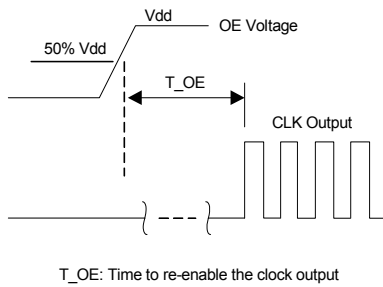 Vdd
OE Voltage
50% Vdd
T_OE
CLK Output
T_OE: Time to re-enable the clock output